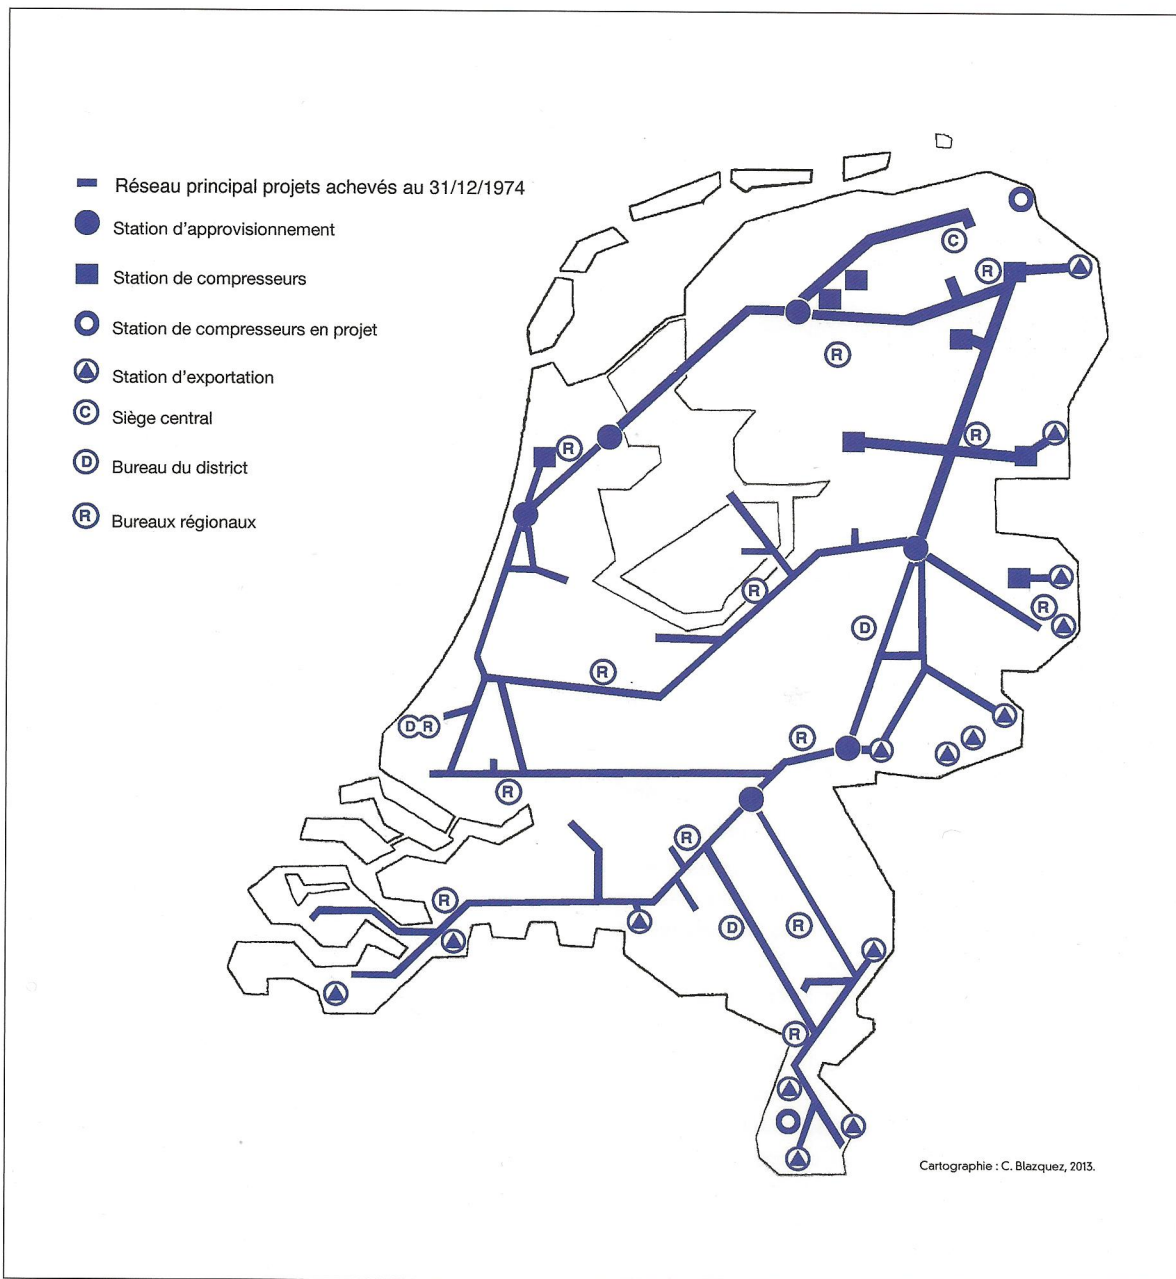 Réseau principal projets achevés au 31/12/1974
Station d'approvisionnement
Station de compresseurs
Station de compresseurs en projet
Station d'exportation
C Siège central
D Bureau du district
R Bureaux régionaux
C
R
R
R
R
R
R
D
R
D R
R
R
R
R
D
R
R
Cartographie : C. Blazquez, 2013.